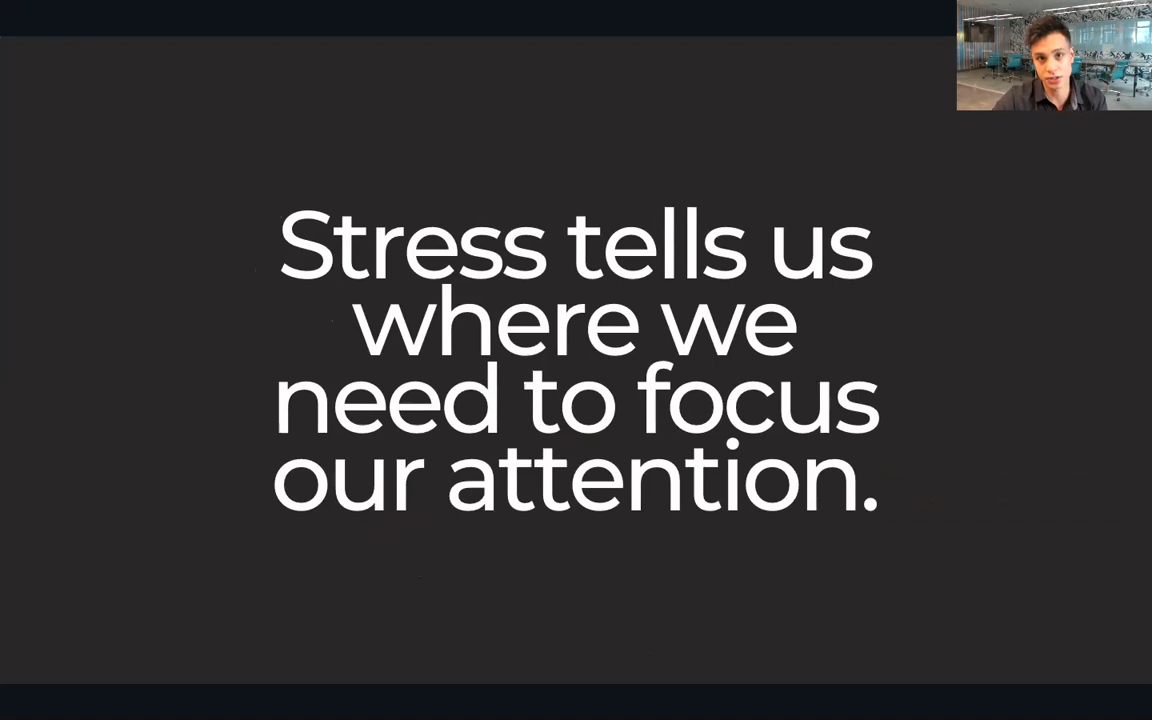 Stress tells us
where we
need to focus
our attention.